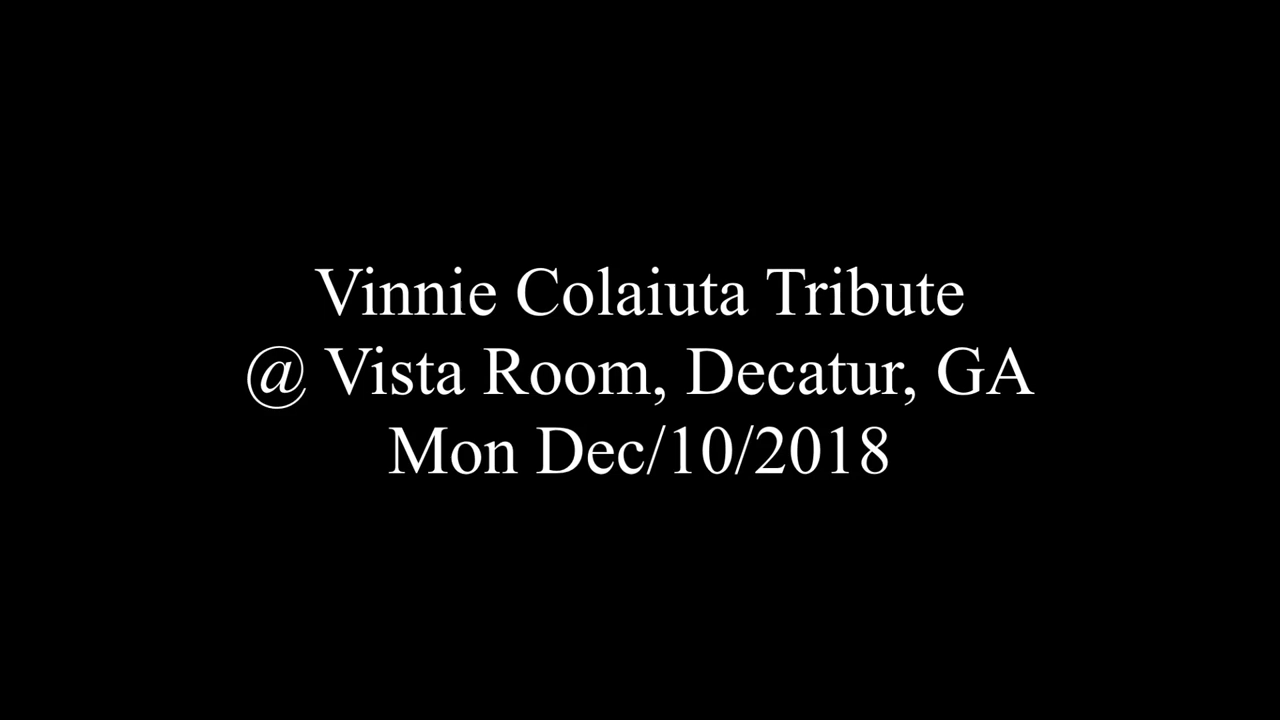 Vinnie Colaiuta Tribute
@ Vista Room, Decatur, GA
Mon Dec/10/2018